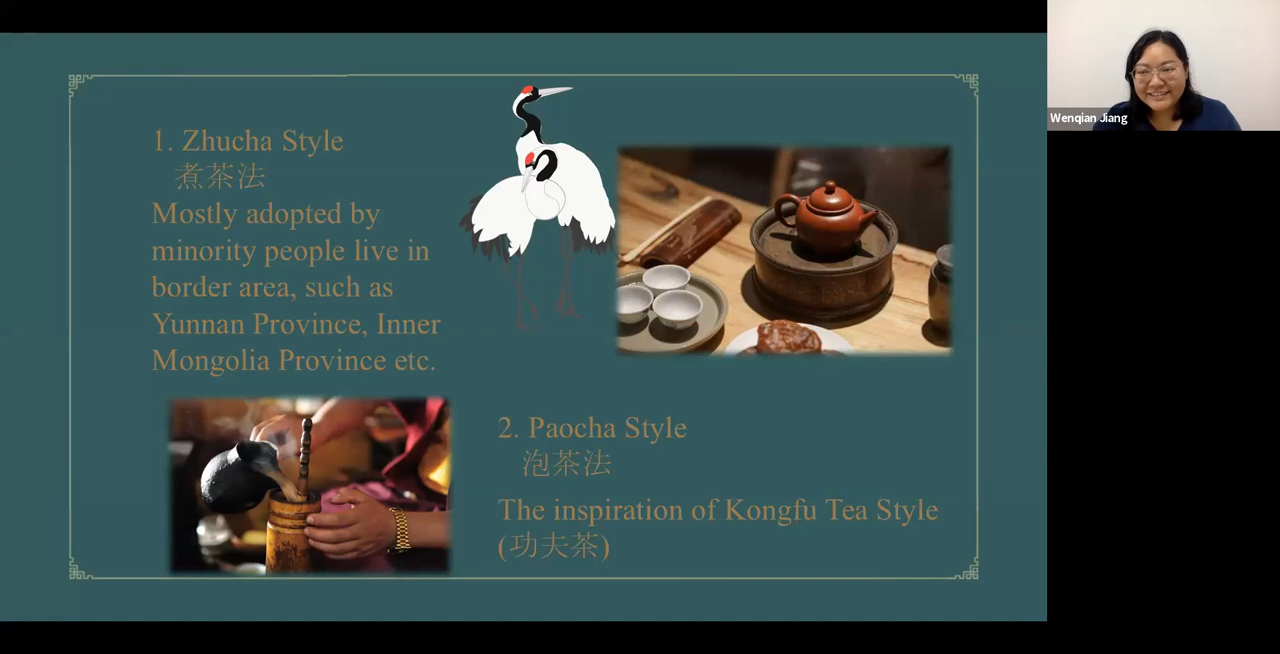 1. Zhucha Style
煮茶法
Mostly adopted by
minority people live in
border area, such as
Yunnan Province, Inner
Mongolia Province etc.
2. Paocha Style
泡茶法
The inspiration of Kongfu Tea Style
(功夫茶)
Wenqian Jiang